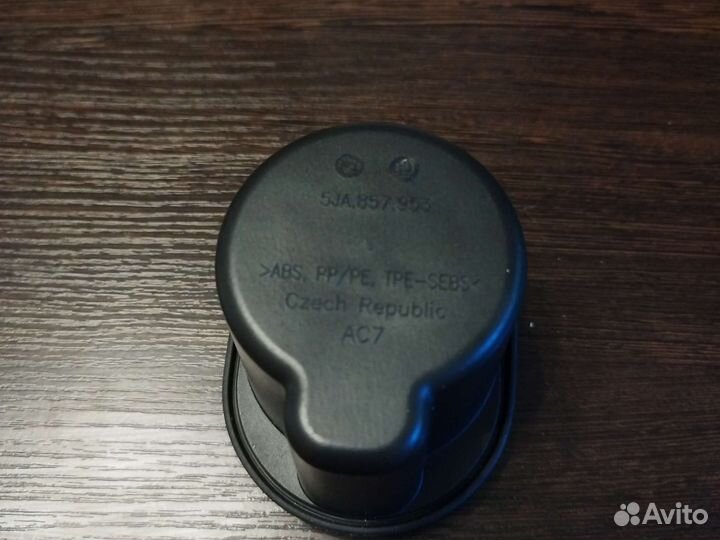 5JA.857.953
>ABS, PP/PE, TPE-SEBS<
Czech Republic
AC7
Avito